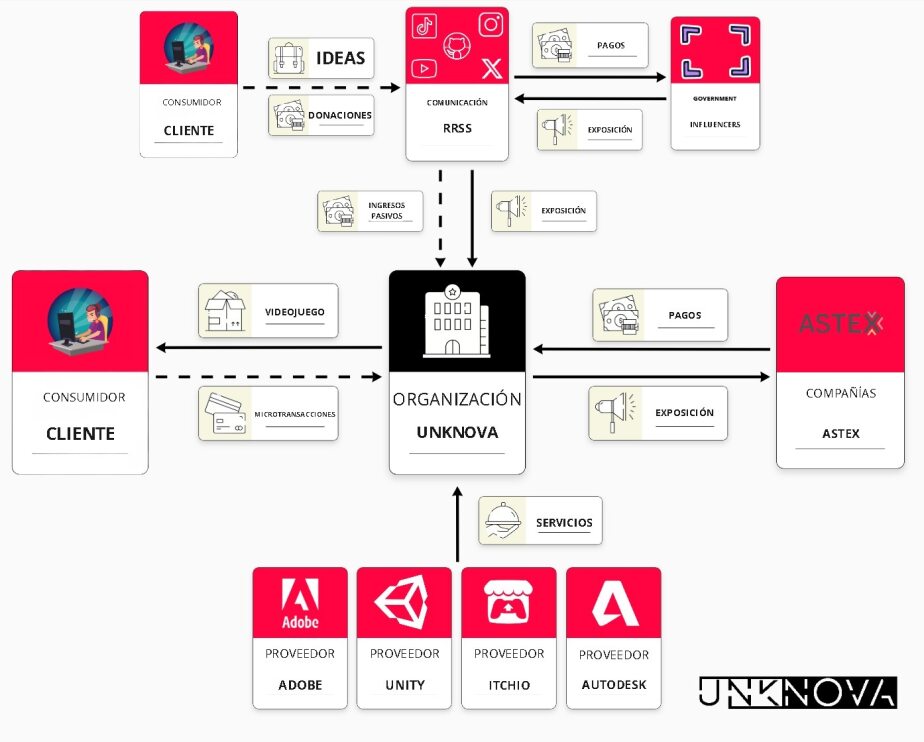 CONSUMIDOR
CLIENTE
IDEAS
DONACIONES
COMUNICACIÓN
RRSS
PAGOS
EXPOSICIÓN
GOVERNMENT
INFLUENCERS
INGRESOS
PASIVOS
EXPOSICIÓN
CONSUMIDOR
CLIENTE
VIDEOJUEGO
MICROTRANSACCIONES
ORGANIZACIÓN
UNKNOVA
PAGOS
EXPOSICIÓN
ASTEX
COMPAÑÍAS
ASTEX
SERVICIOS
Adobe
PROVEEDOR
ADOBE
PROVEEDOR
UNITY
PROVEEDOR
ITCHIO
PROVEEDOR
AUTODESK
UNKNOVA